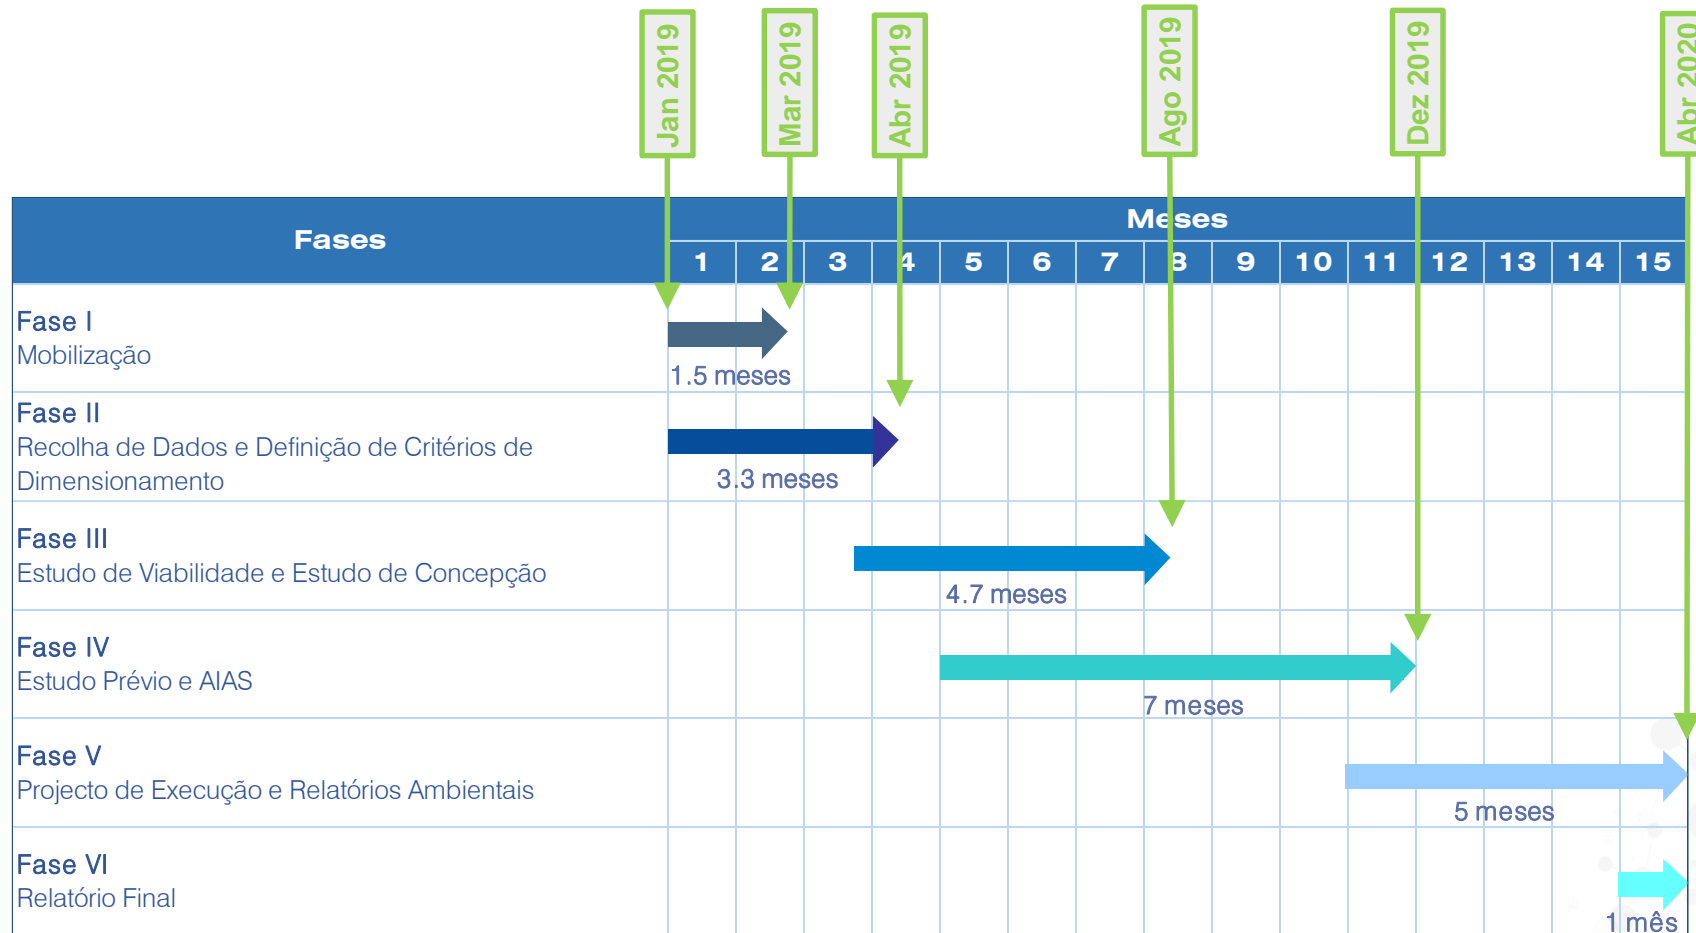 Jan 2019
Mar 2019
Abr 2019
Ago 2019
Dez 2019
Abr 2020
Fases
Meses
1 2 3 4 5 6 7 8 9 10 11 12 13 14 15
Fase I
Mobilização
1.5 meses
Fase II
Recolha de Dados e Definição de Critérios de
Dimensionamento
3.3 meses
Fase III
Estudo de Viabilidade e Estudo de Concepção
4.7 meses
Fase IV
Estudo Prévio e AIAS
7 meses
Fase V
Projecto de Execução e Relatórios Ambientais
5 meses
Fase VI
Relatório Final
1 mês